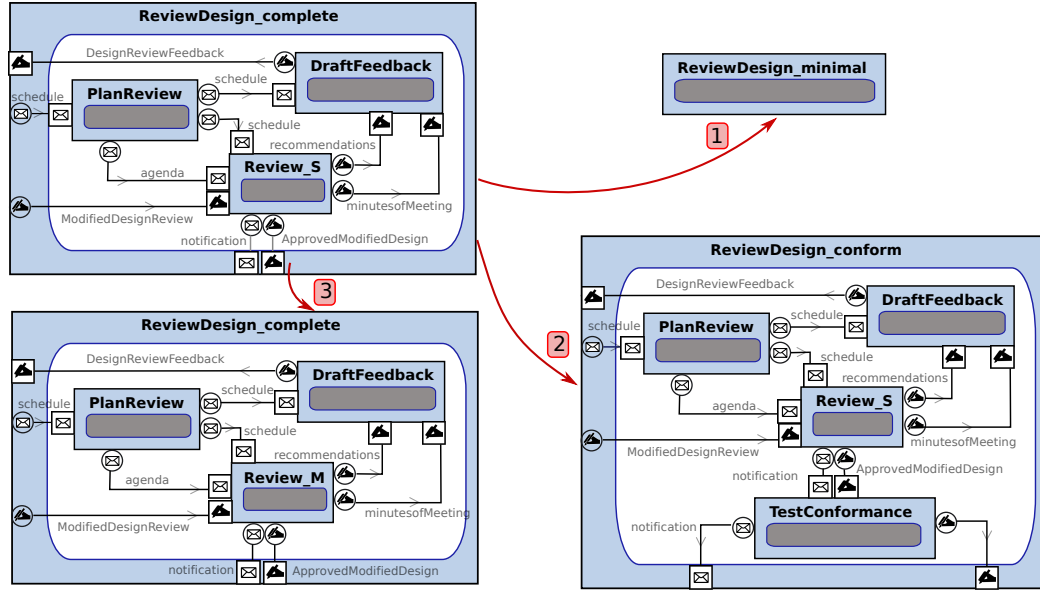 ReviewDesign_complete
DesignReviewFeedback
DraftFeedback
schedule
schedule
PlanReview
schedule
recommendations
agenda
Review_S
minutesofMeeting
ModifiedDesignReview
notification
ApprovedModifiedDesign
ReviewDesign_minimal
1
2
3
ReviewDesign_complete
DesignReviewFeedback
DraftFeedback
schedule
schedule
PlanReview
schedule
recommendations
agenda
Review_M
minutesofMeeting
ModifiedDesignReview
notification
ApprovedModifiedDesign
ReviewDesign_conform
DesignReviewFeedback
DraftFeedback
schedule
schedule
PlanReview
schedule
recommendations
agenda
Review_S
minutesofMeeting
ModifiedDesignReview
notification
ApprovedModifiedDesign
TestConformance
notification